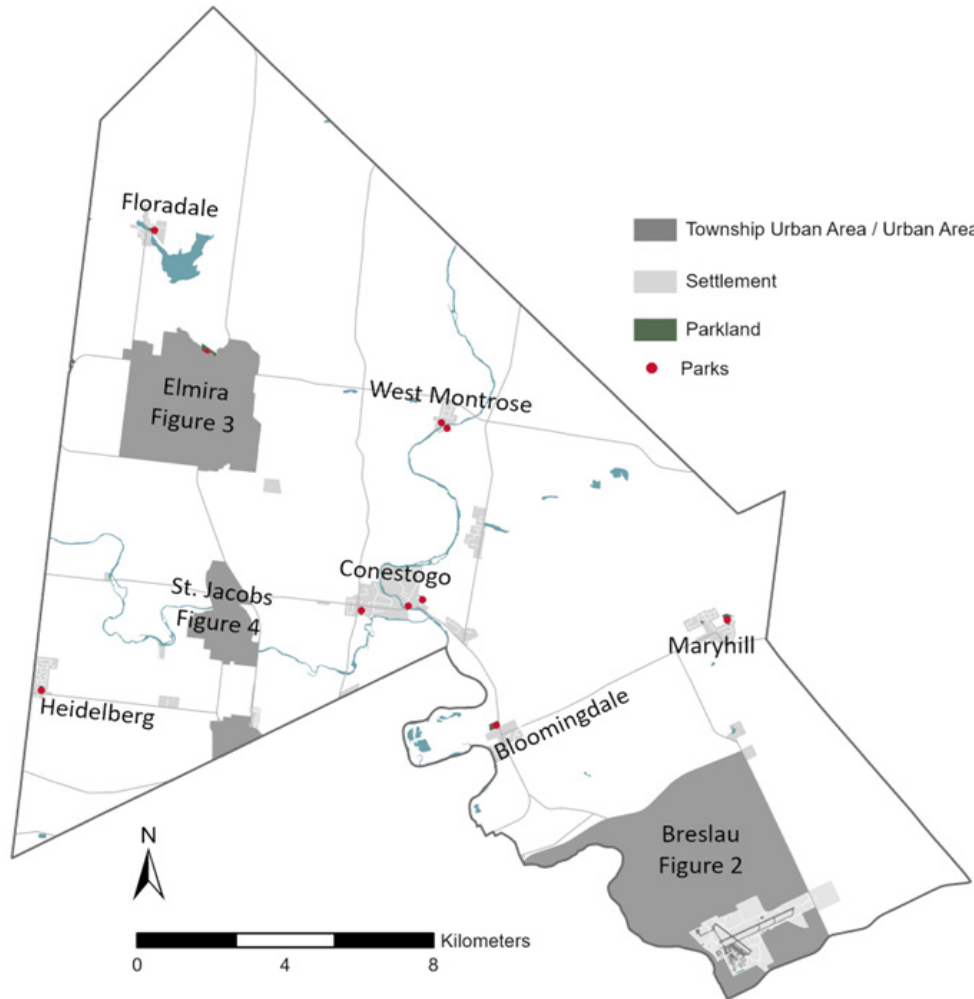 Floradale
Township Urban Area / Urban Area
Settlement
Parkland
Parks
Elmira
Figure 3
West Montrose
Conestogo
St. Jacobs
Figure 4
Maryhill
Heidelberg
Bloomingdale
Breslau
Figure 2
N
Kilometers
0 4 8